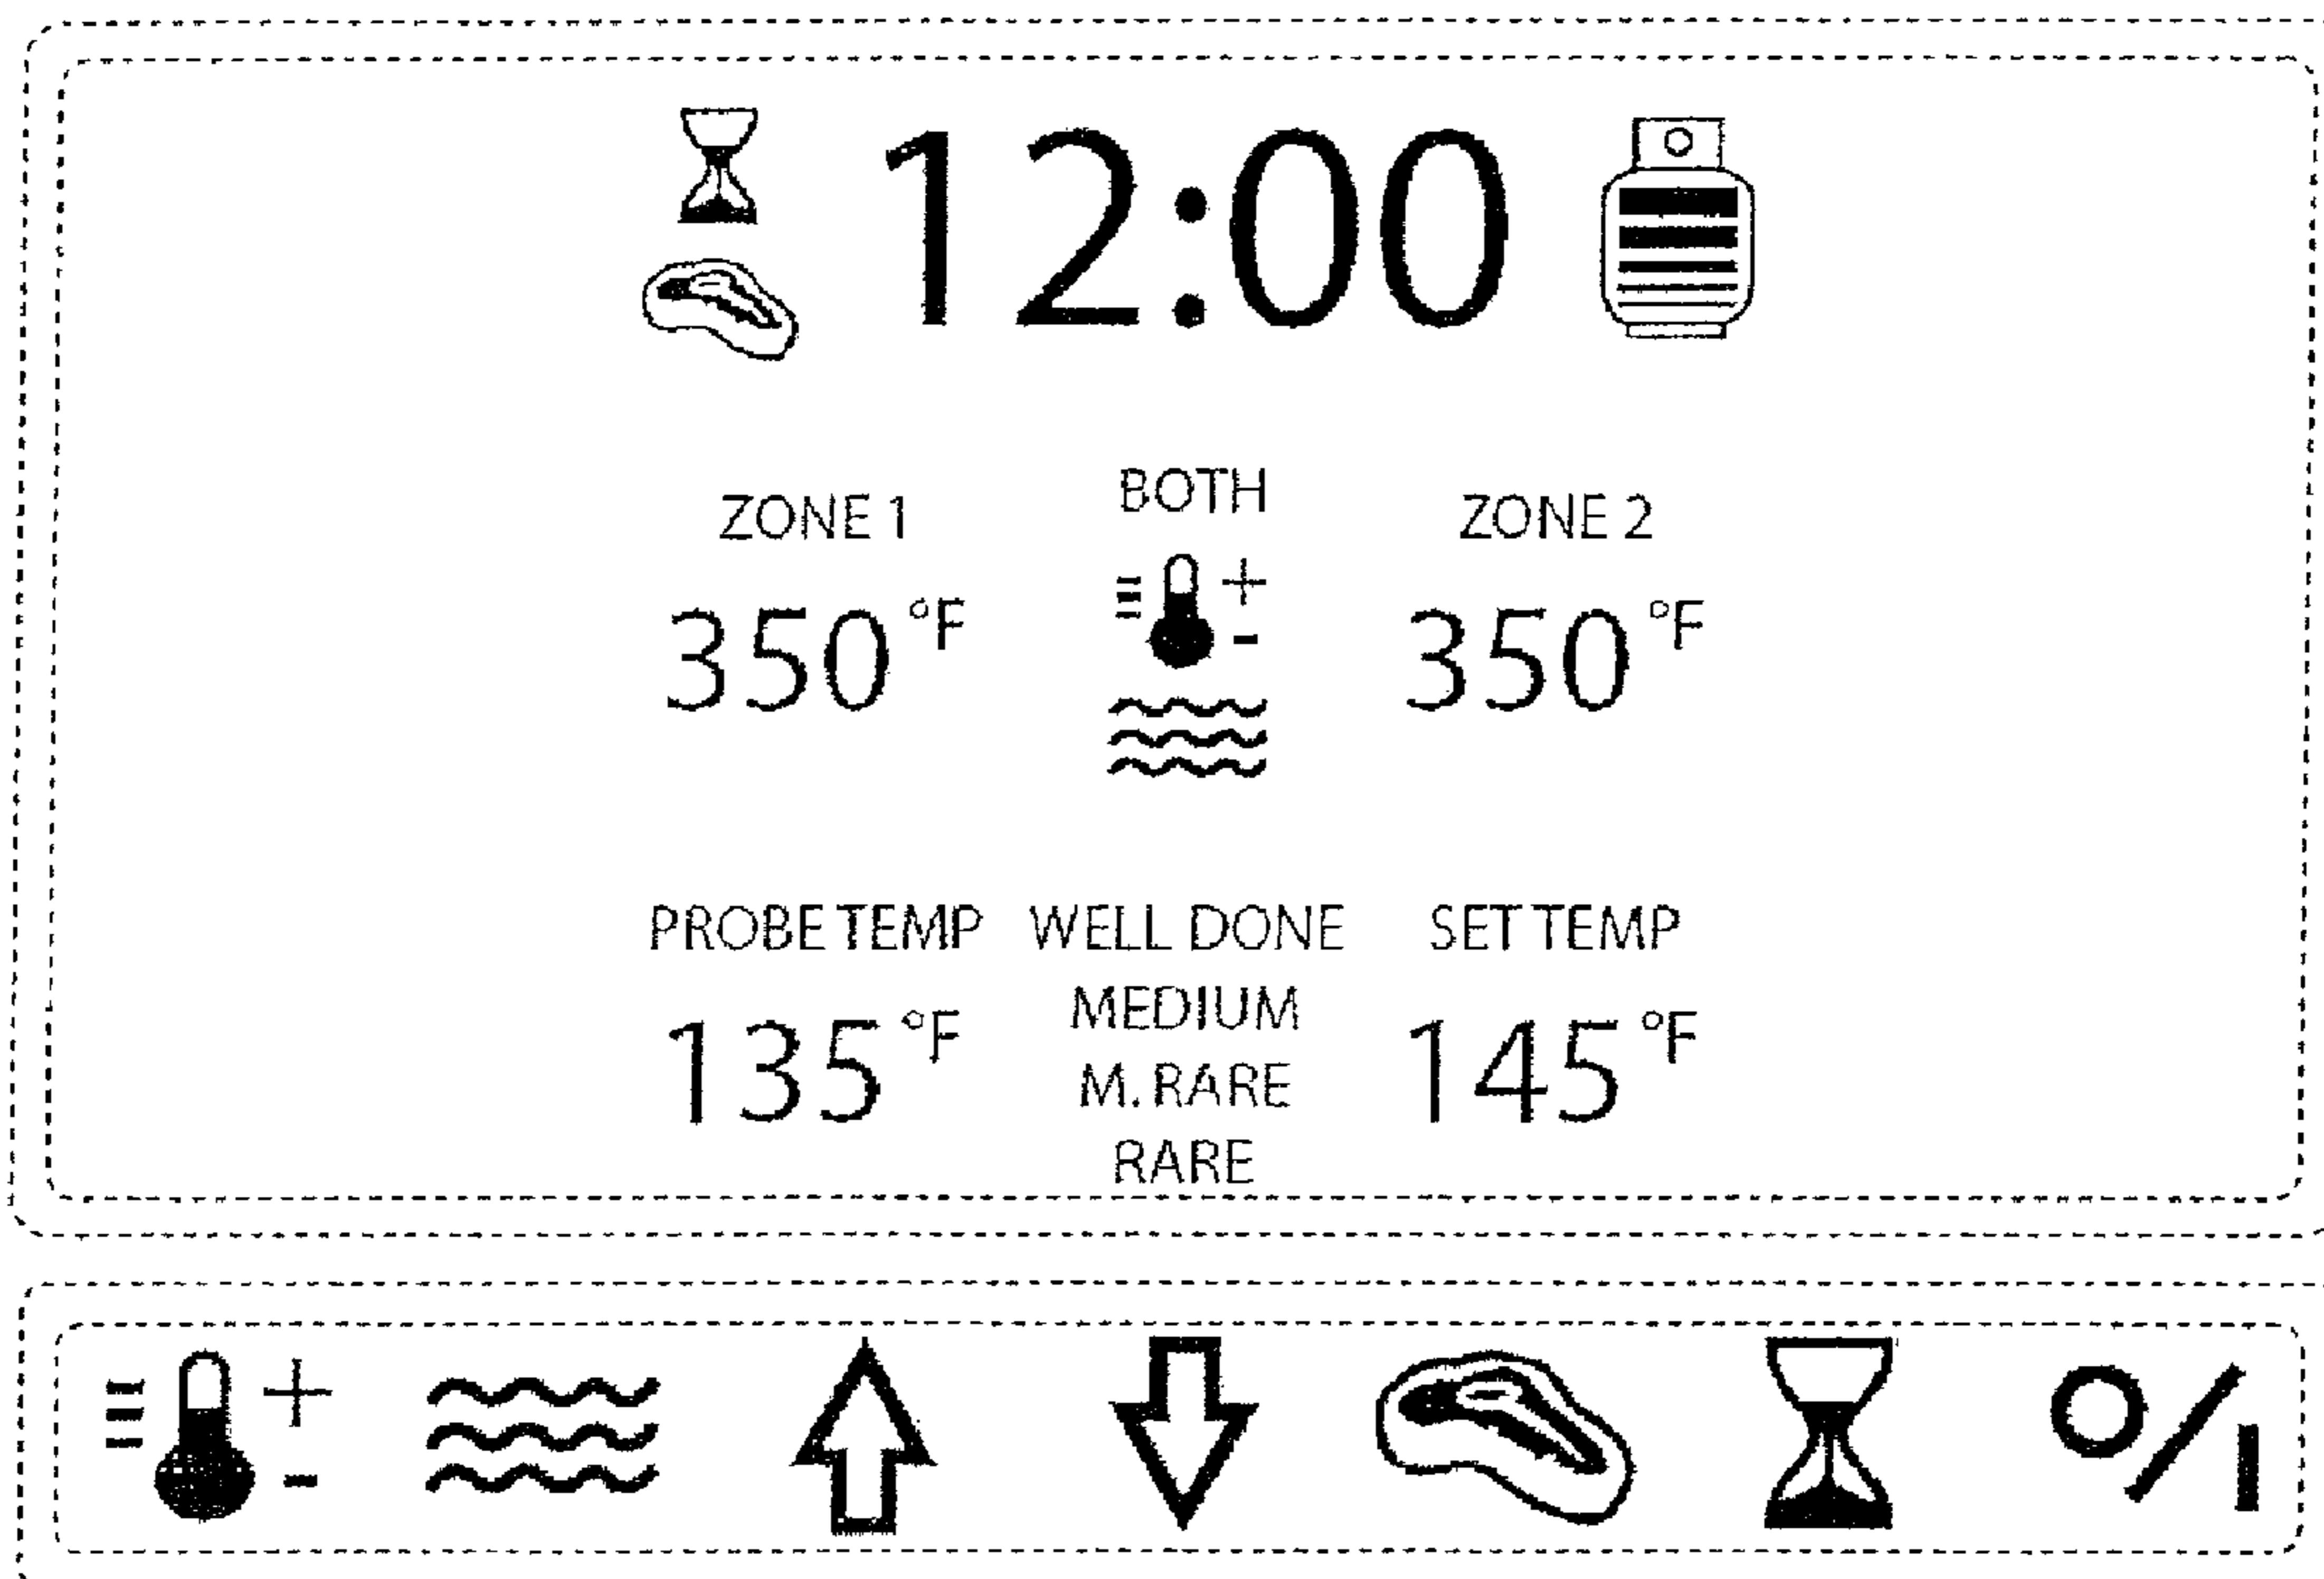 12:00
ZONE 1 BOTH ZONE 2
350°F 350°F
PROBE TEMP WELL DONE SET TEMP
MEDIUM
135°F 145°F
M. RARE
RARE